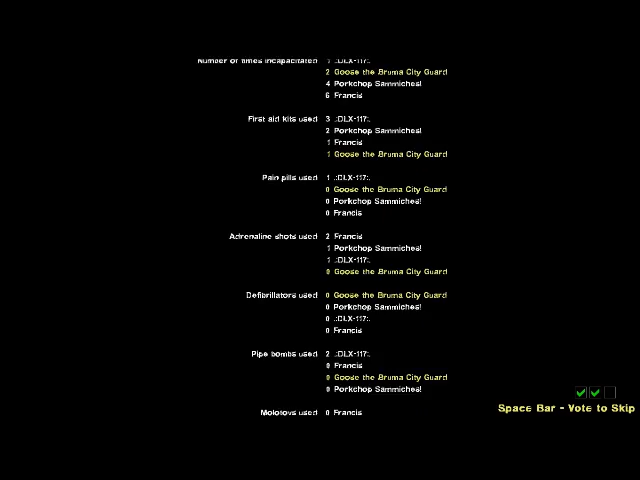 Number of times incapacitated 1 .:DLX-117:.
2 Goose the Bruma City Guard
4 Porkchop Sammiches!
6 Francis
First aid kits used 3 .:DLX-117:.
2 Porkchop Sammiches!
1 Francis
1 Goose the Bruma City Guard
Pain pills used 1 .:DLX-117:.
0 Goose the Bruma City Guard
0 Porkchop Sammiches!
0 Francis
Adrenaline shots used 2 Francis
1 Porkchop Sammiches!
1 .:DLX-117:.
0 Goose the Bruma City Guard
Defibrillators used 0 Goose the Bruma City Guard
0 Porkchop Sammiches!
0 .:DLX-117:.
0 Francis
Pipe bombs used 2 .:DLX-117:.
0 Francis
0 Goose the Bruma City Guard
0 Porkchop Sammiches!
Molotovs used 0 Francis
Space Bar - Vote to Skip